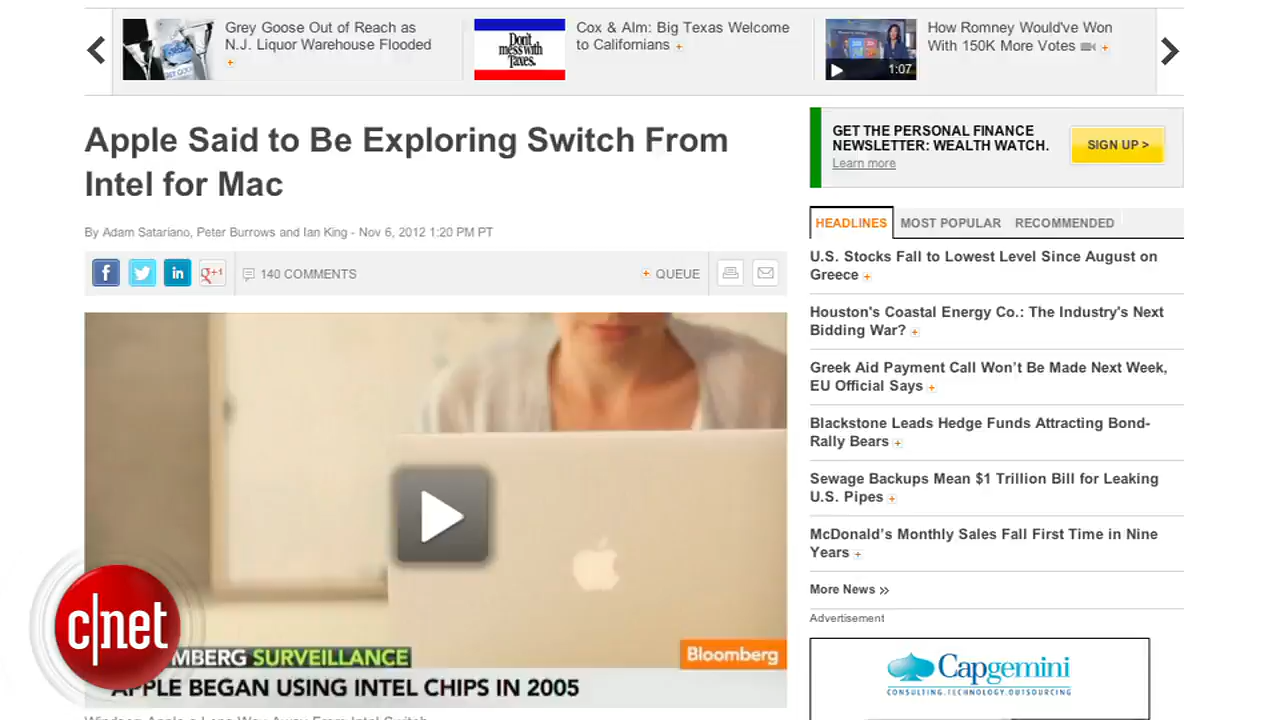 Grey Goose Out of Reach as
N.J. Liquor Warehouse Flooded
Don't
mess with
Taxes.
Cox & Alm: Big Texas Welcome
to Californians
1:07
How Romney Would've Won
With 150K More Votes
Apple Said to Be Exploring Switch From
Intel for Mac
By Adam Satariano, Peter Burrows and Ian King - Nov 6, 2012 1:20 PM PT
f
in
g+1
140 COMMENTS
+ QUEUE
BERG SURVEILLANCE
Bloomberg
APPLE BEGAN USING INTEL CHIPS IN 2005
c|net
GET THE PERSONAL FINANCE
NEWSLETTER: WEALTH WATCH.
Learn more
SIGN UP >
HEADLINES MOST POPULAR RECOMMENDED
U.S. Stocks Fall to Lowest Level Since August on
Greece
Houston's Coastal Energy Co.: The Industry's Next
Bidding War?
Greek Aid Payment Call Won't Be Made Next Week,
EU Official Says
Blackstone Leads Hedge Funds Attracting Bond-
Rally Bears
Sewage Backups Mean $1 Trillion Bill for Leaking
U.S. Pipes
McDonald's Monthly Sales Fall First Time in Nine
Years
More News »
Advertisement
Capgemini
CONSULTING.TECHNOLOGY.OUTSOURCING